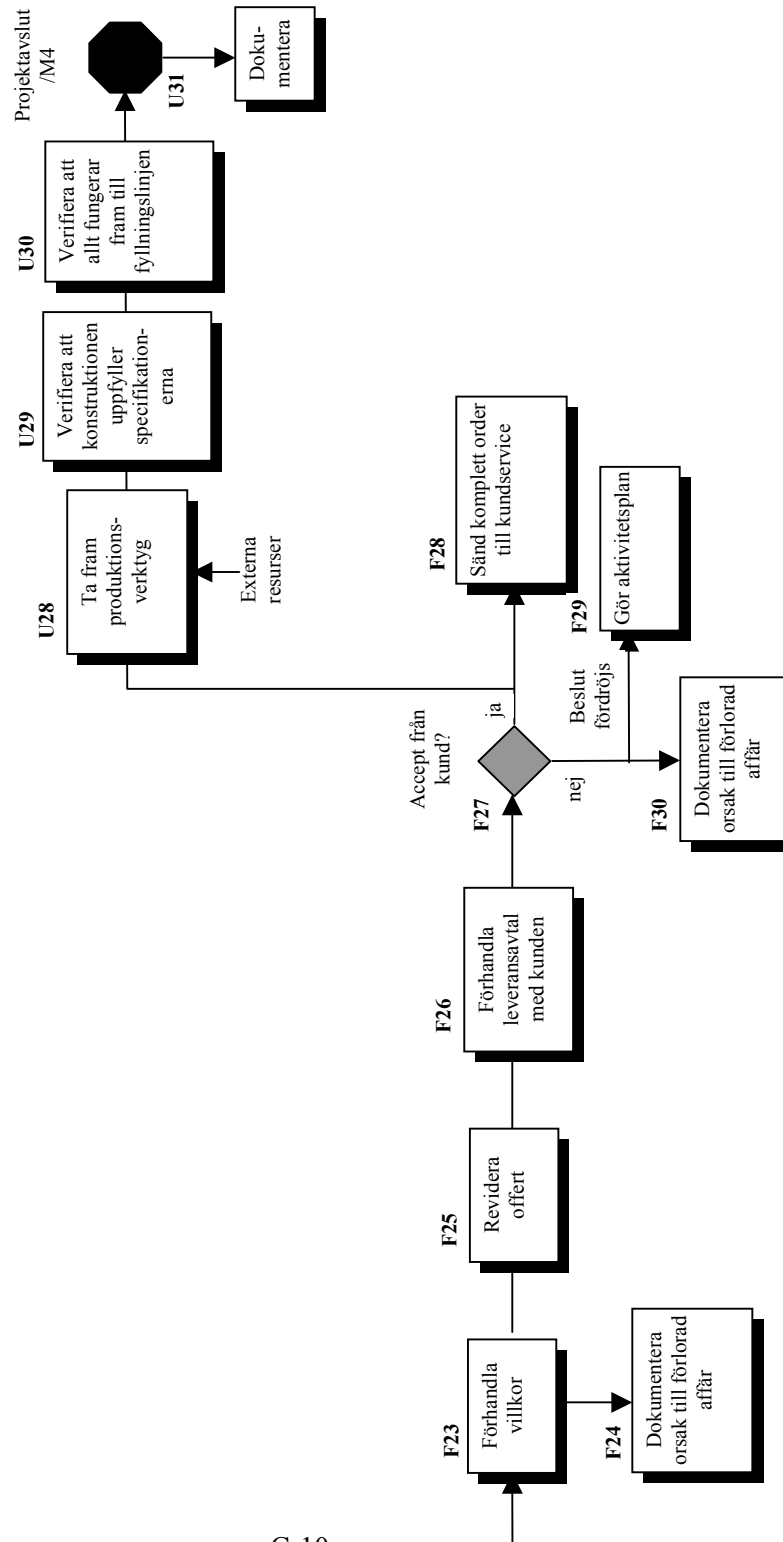 Projektavslut
/M4
U31
Doku-
mentera
U30
Verifiera att
allt fungerar
fram till
fyllningslinjen
U29
Verifiera att
konstruktionen
uppfyller
specifikation-
erna
U28
Ta fram
produktions-
verktyg
Externa
resurser
F28
Sänd komplett order
till kundservice
F29
Gör aktivitetsplan
Beslut
fördröjs
ja
Accept från
kund?
F27
nej
F30
Dokumentera
orsak till förlorad
affär
F26
Förhandla
leveransavtal
med kunden
F25
Revidera
offert
F23
Förhandla
villkor
F24
Dokumentera
orsak till förlorad
affär